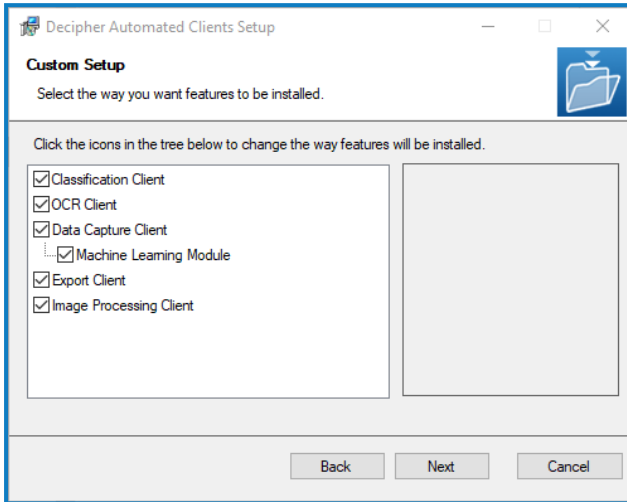 Decipher Automated Clients Setup
Custom Setup
Select the way you want features to be installed.
Click the icons in the tree below to change the way features will be installed.
Classification Client
OCR Client
Data Capture Client
Machine Learning Module
Export Client
Image Processing Client
Back Next Cancel